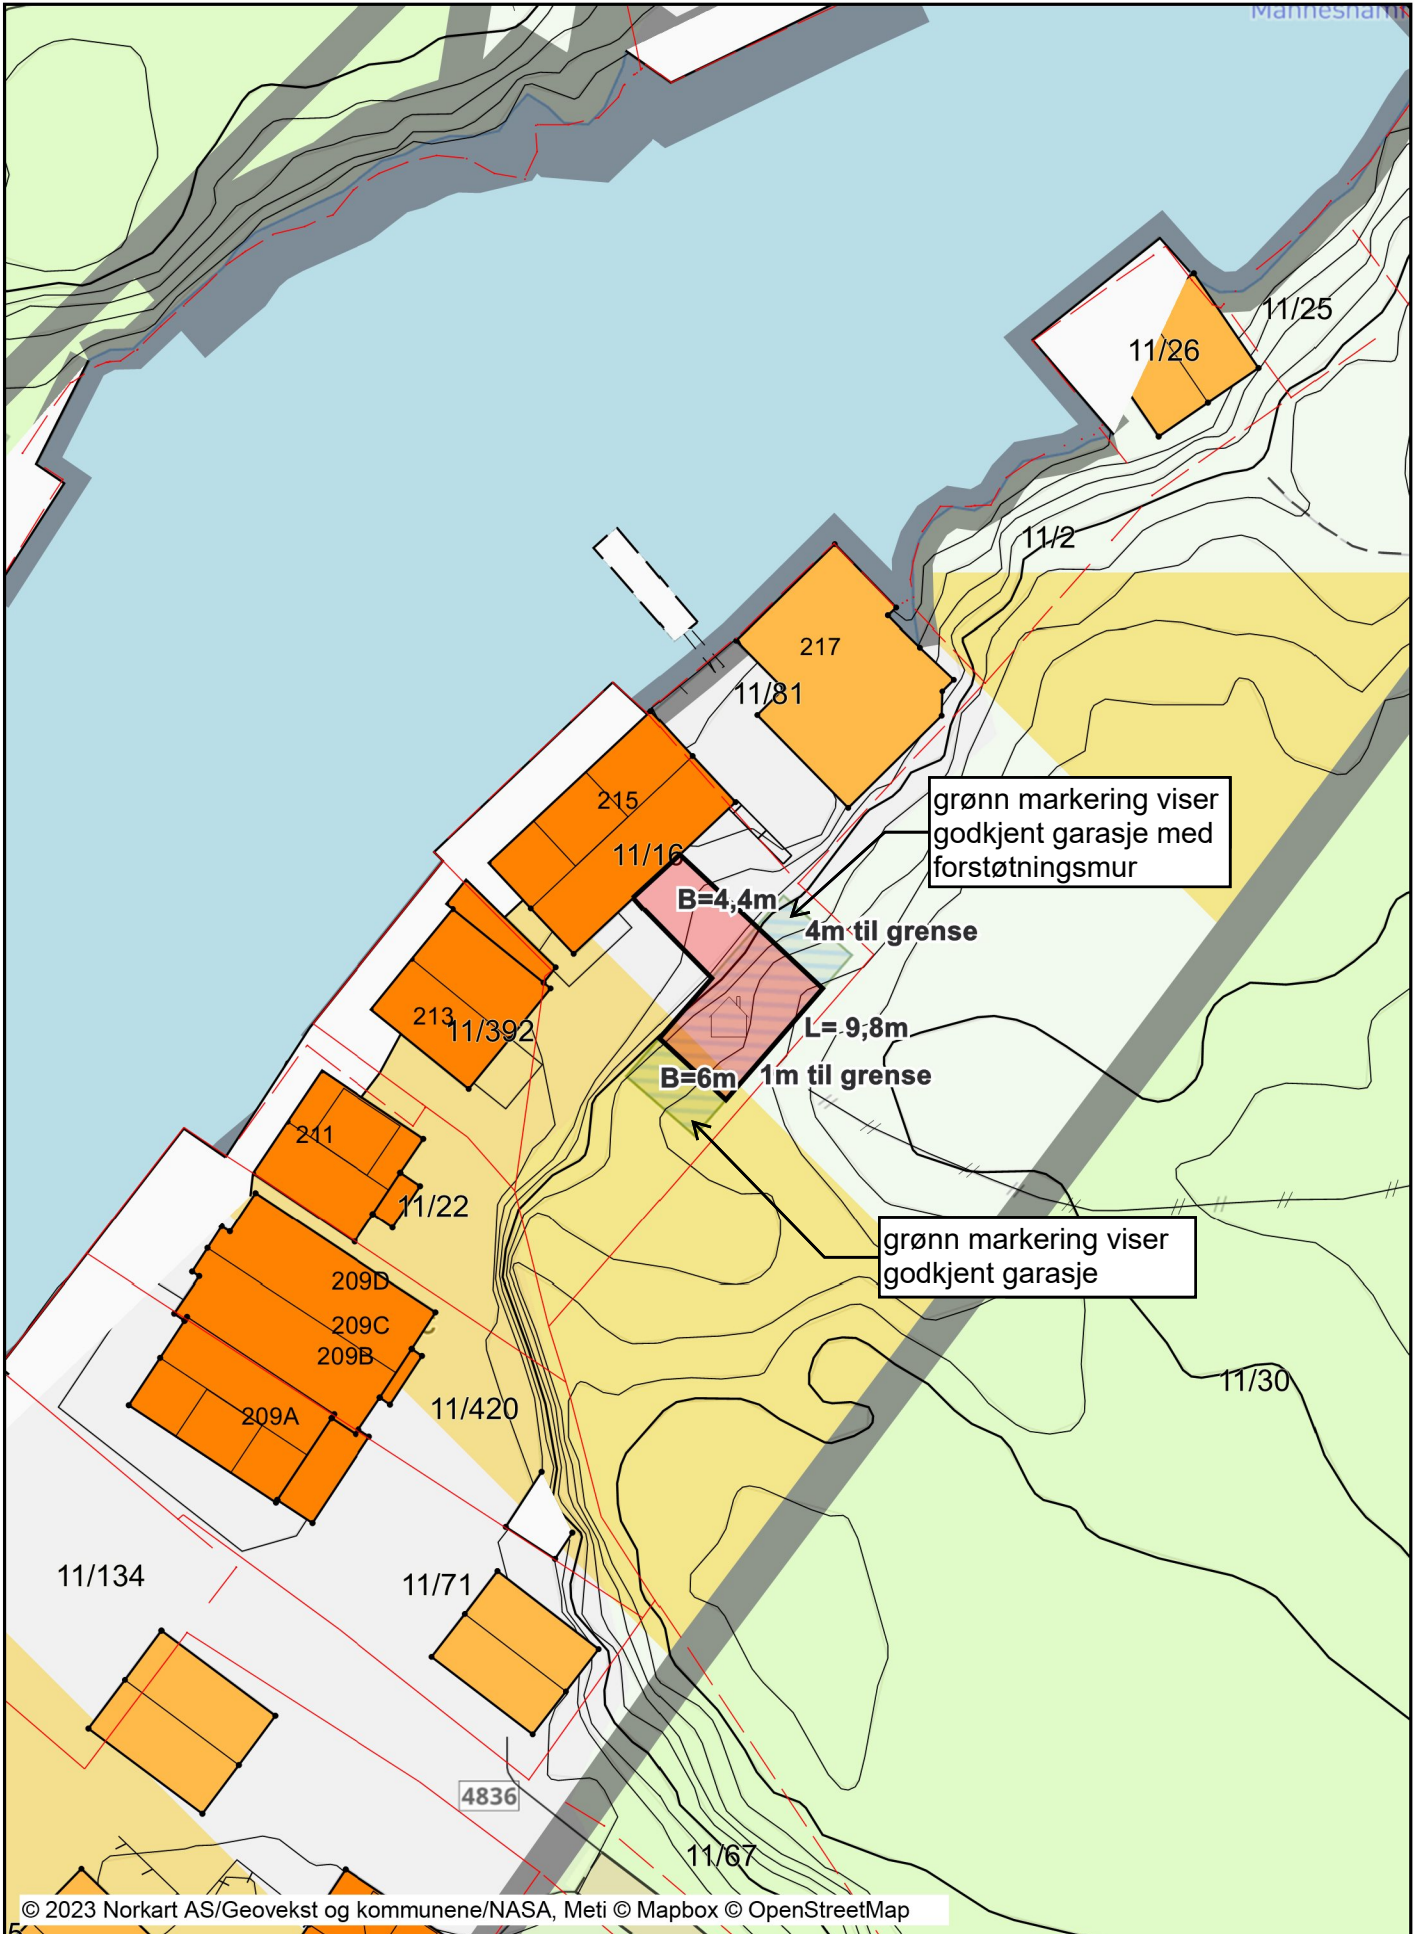 11/25
11/26
11/2
217
11/81
215
11/16
grønn markering viser
godkjent garasje med
forstøtningsmur
B=4,4m
4m til grense
213
11/392
L= 9,8m
B=6m
1m til grense
211
11/22
grønn markering viser
godkjent garasje
209D
209C
209B
11/420
209A
11/30
11/134
11/71
4836
11/67
© 2023 Norkart AS/Geovekst og kommunene/NASA, Meti © Mapbox © OpenStreetMap